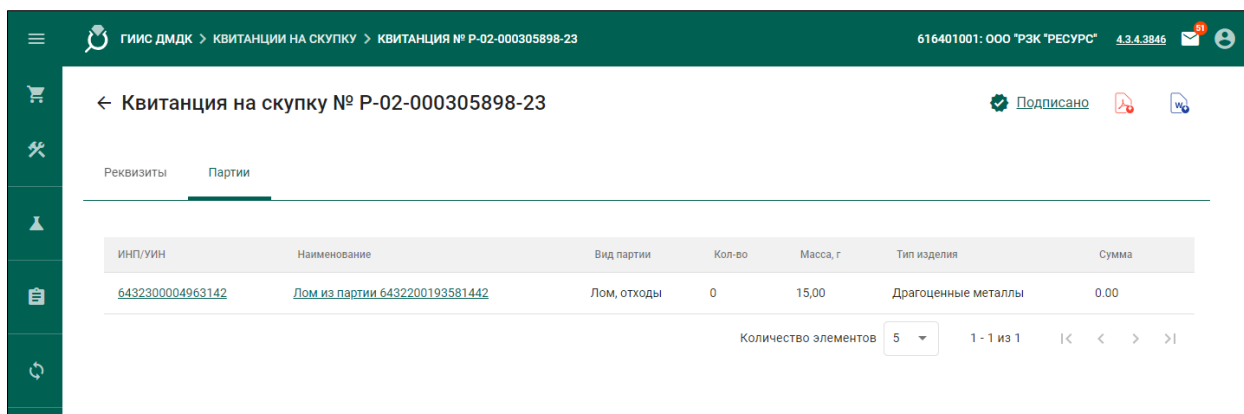 ГИИС ДМДК > КВИТАНЦИИ НА СКУПКУ > КВИТАНЦИЯ № Р-02-000305898-23 616401001: ООО "РЗК "РЕСУРС" 4.3.4.3846 51
← Квитанция на скупку № Р-02-000305898-23 Подписано
Реквизиты Партии
ИНП/УИН Наименование Вид партии Кол-во Масса, г Тип изделия Сумма
6432300004963142 Лом из партии 6432200193581442 Лом, отходы 0 15,00 Драгоценные металлы 0.00
Количество элементов 5 1 - 1 из 1